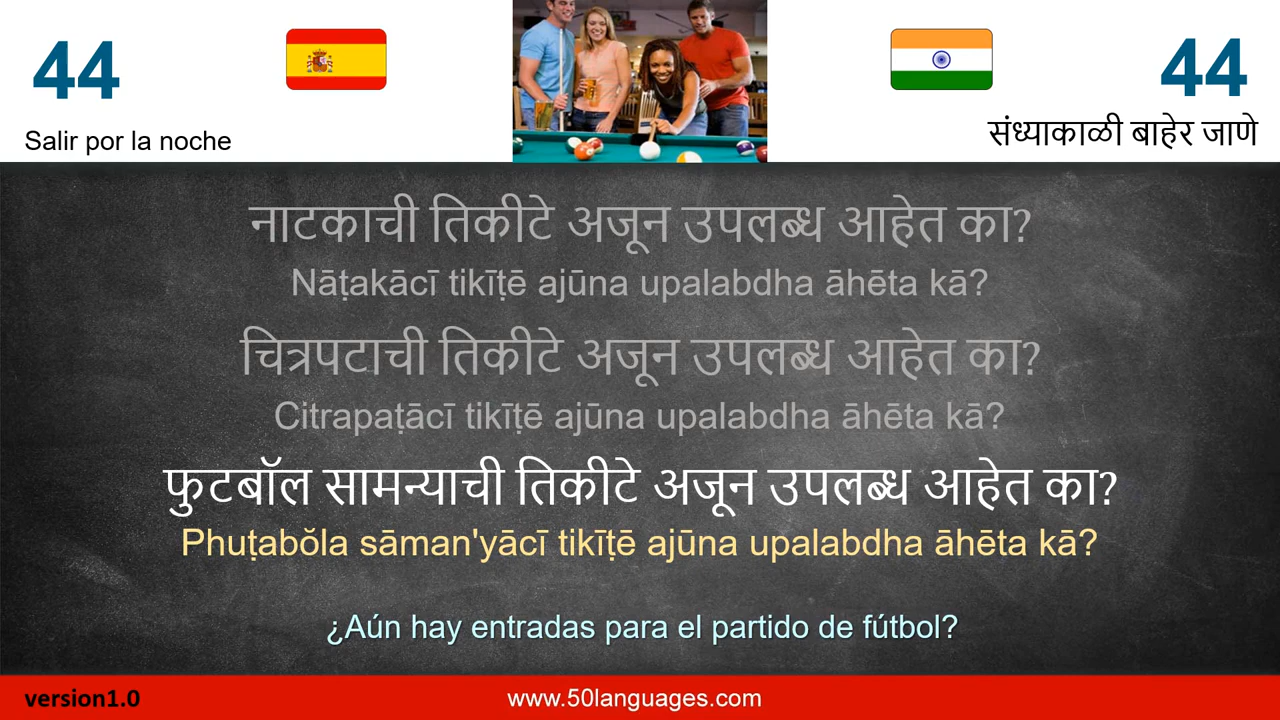 44
44
Salir por la noche
संध्याकाळी बाहेर जाणे
नाटकाची तिकीटे अजून उपलब्ध आहेत का?
Nāṭakācī tikīṭē ajūna upalabdha āhēta kā?
चित्रपटाची तिकीटे अजून उपलब्ध आहेत का?
Citrapaṭācī tikīṭē ajūna upalabdha āhēta kā?
फुटबॉल सामन्याची तिकीटे अजून उपलब्ध आहेत का?
Phuṭabŏla sāman'yācī tikīṭē ajūna upalabdha āhēta kā?
¿Aún hay entradas para el partido de fútbol?
version1.0
www.50languages.com